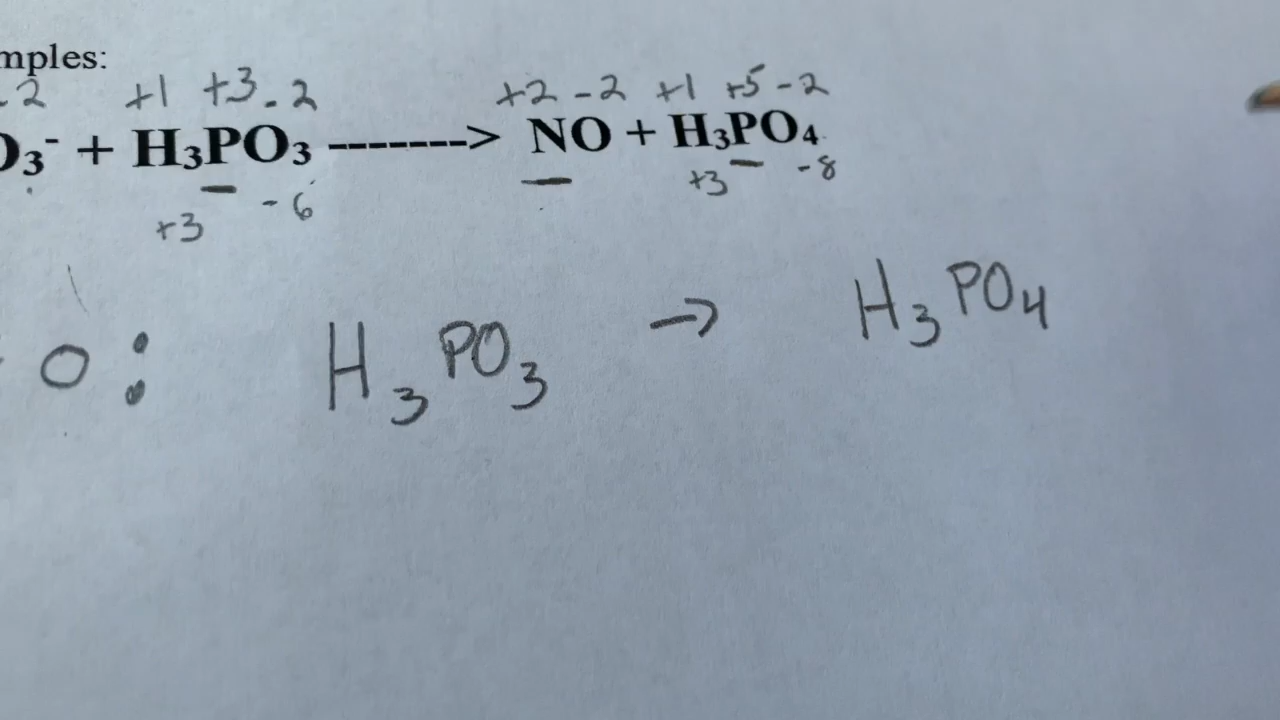 mples:
-2 +1 +3 -2 +2 -2 +1 +5 -2
O₃⁻ + H₃PO₃ -------> NO + H₃PO₄
+3 -6 +3 -8
O: H₃PO₃ → H₃PO₄